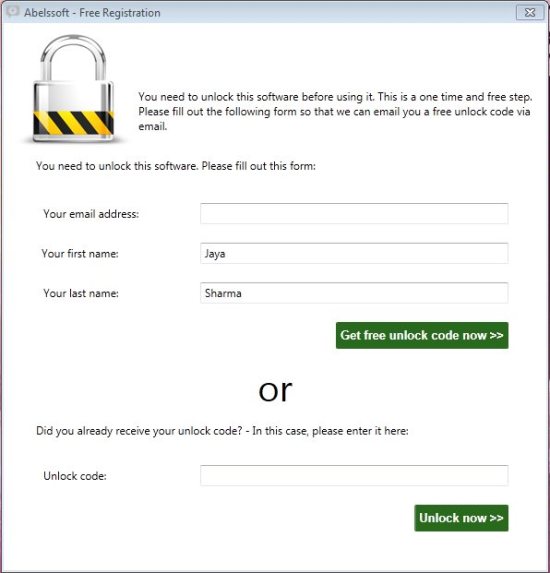 Abelssoft - Free Registration
You need to unlock this software before using it. This is a one time and free step.
Please fill out the following form so that we can email you a free unlock code via
email.
You need to unlock this software. Please fill out this form:
Your email address:
Your first name: Jaya
Your last name: Sharma
Get free unlock code now >>
or
Did you already receive your unlock code? - In this case, please enter it here:
Unlock code:
Unlock now >>